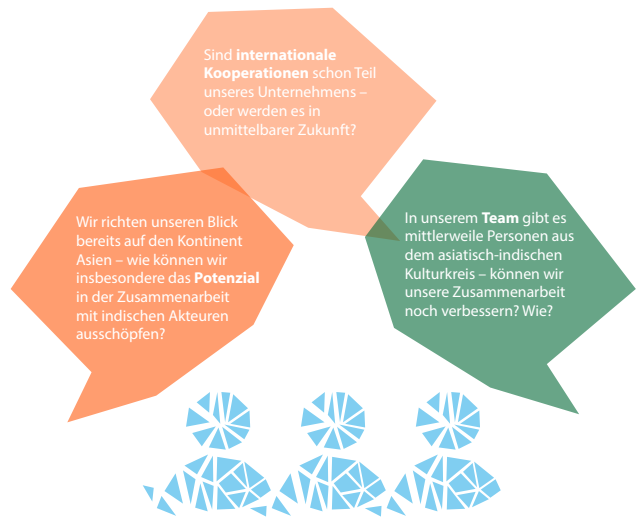 Sind internationale
Kooperationen schon Teil
unseres Unternehmens –
oder werden es in
unmittelbarer Zukunft?
Wir richten unseren Blick
bereits auf den Kontinent
Asien – wie können wir
insbesondere das Potenzial
in der Zusammenarbeit
mit indischen Akteuren
ausschöpfen?
In unserem Team gibt es
mittlerweile Personen aus
dem asiatisch-indischen
Kulturkreis – können wir
unsere Zusammenarbeit
noch verbessern? Wie?